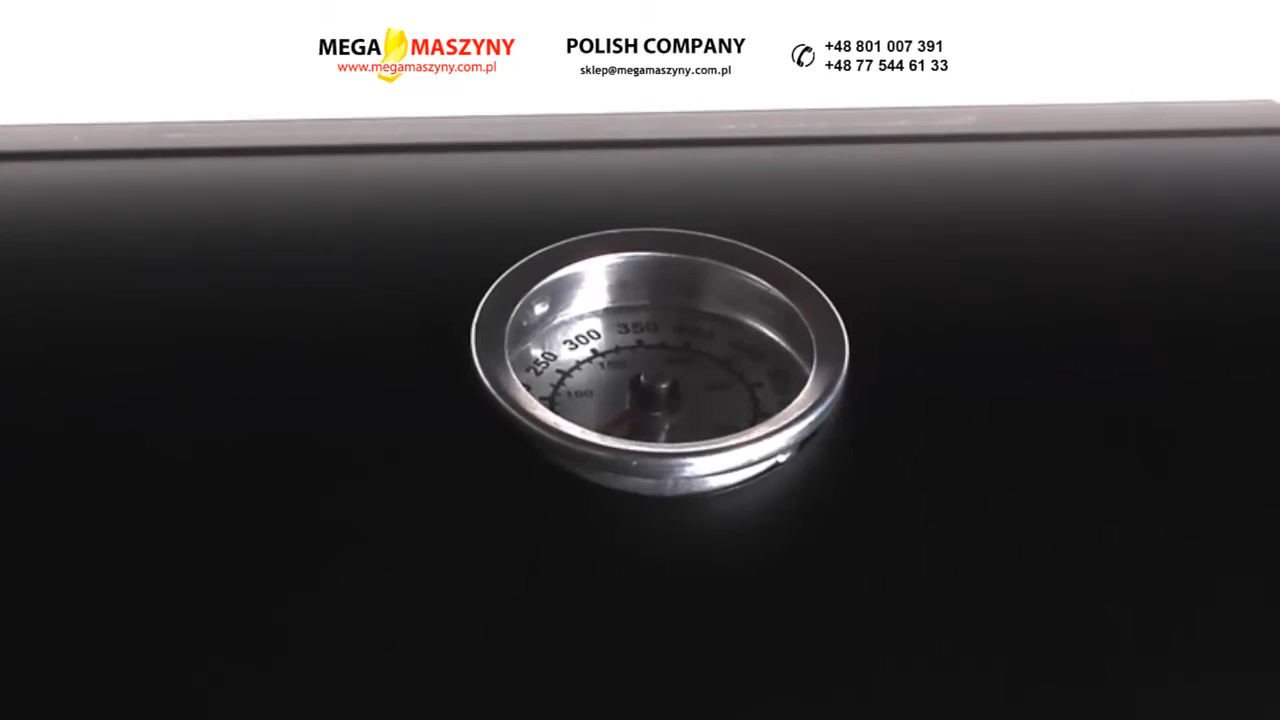 MEGA MASZYNY
www.megamaszyny.com.pl
POLISH COMPANY
sklep@megamaszyny.com.pl
+48 801 007 391
+48 77 544 61 33
250 300 350 400
100 150